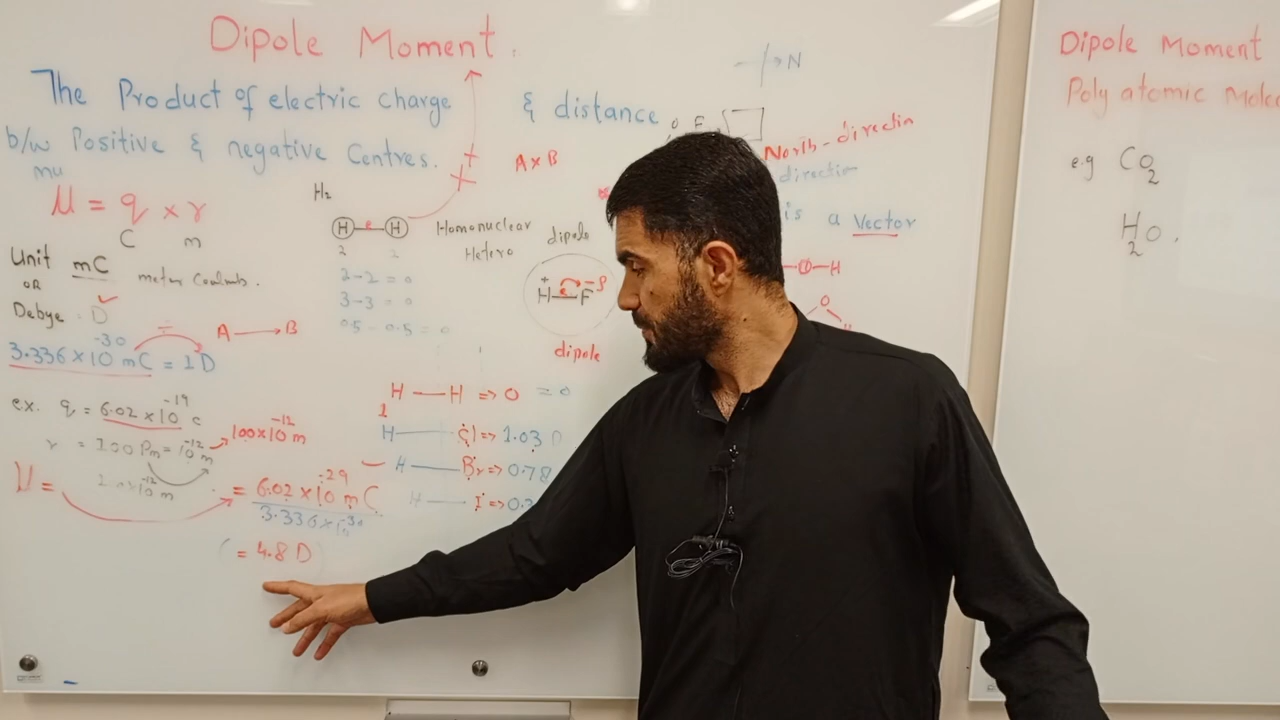 Dipole Moment.
The Product of electric charge & distance
b/w Positive & negative Centres.
mu
μ = q × r
C m
Unit mC meter Coulomb.
OR
Debye. D
3.336 × 10⁻³⁰ mC = 1 D
÷
A → B
ex. q = 6.02 × 10⁻¹⁹ c
r = 100 Pm = 10⁻¹² m → 100×10⁻¹² m
μ = = 6.02 × 10⁻²⁹ mC
3.336 × 10⁻³⁰
= 4.8 D
H₂
H e H
2 2
2-2 = 0
3-3 = 0
0.5 - 0.5 = 0
Homonuclear
Hetero
A × B
dipole
H e F
dipole
H — H => 0 = 0
H — Cl => 1.03 D
H — Br => 0.78
H — I => 0.
→ N
North-directin
direction
is a Vector
H
Dipole Moment
Poly atomic
e.g CO₂
H₂O.